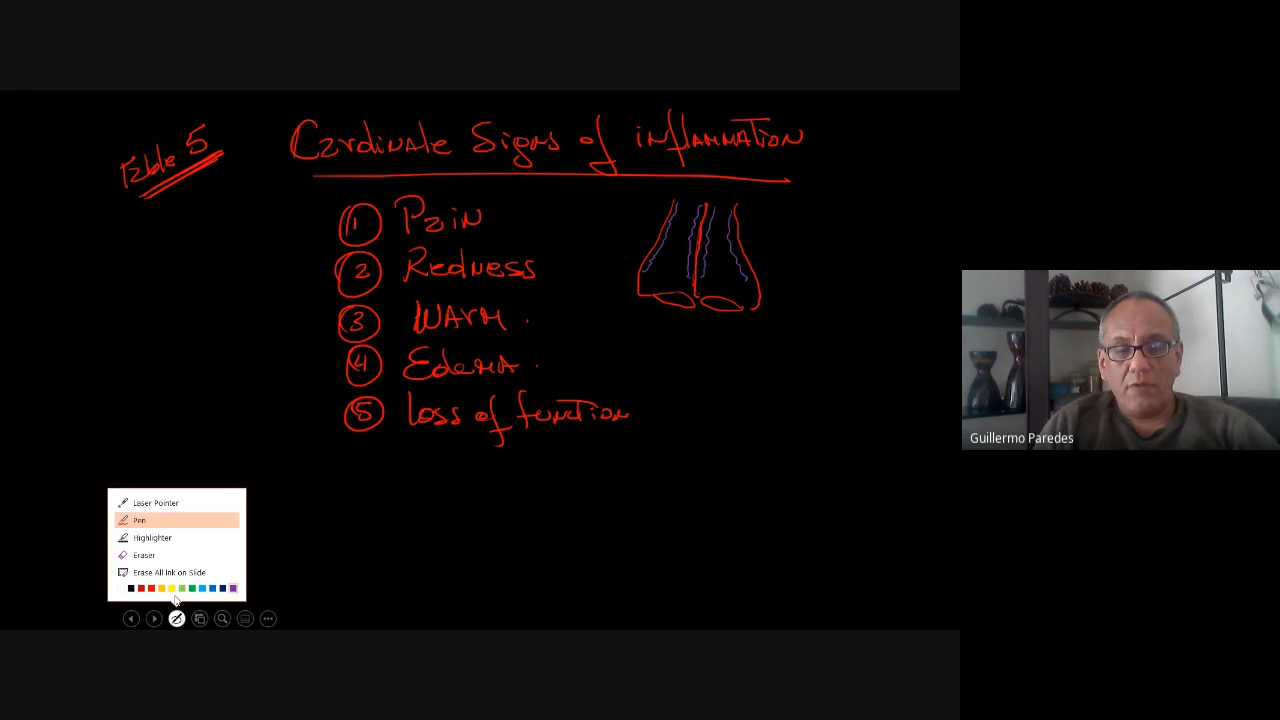 Table 5
Cardinale Signs of inflammation
1 Pain
2 Redness
3 Warm.
4 Edema.
5 loss of function
Guillermo Paredes
Laser Pointer
Pen
Highlighter
Eraser
Erase All Ink on Slide